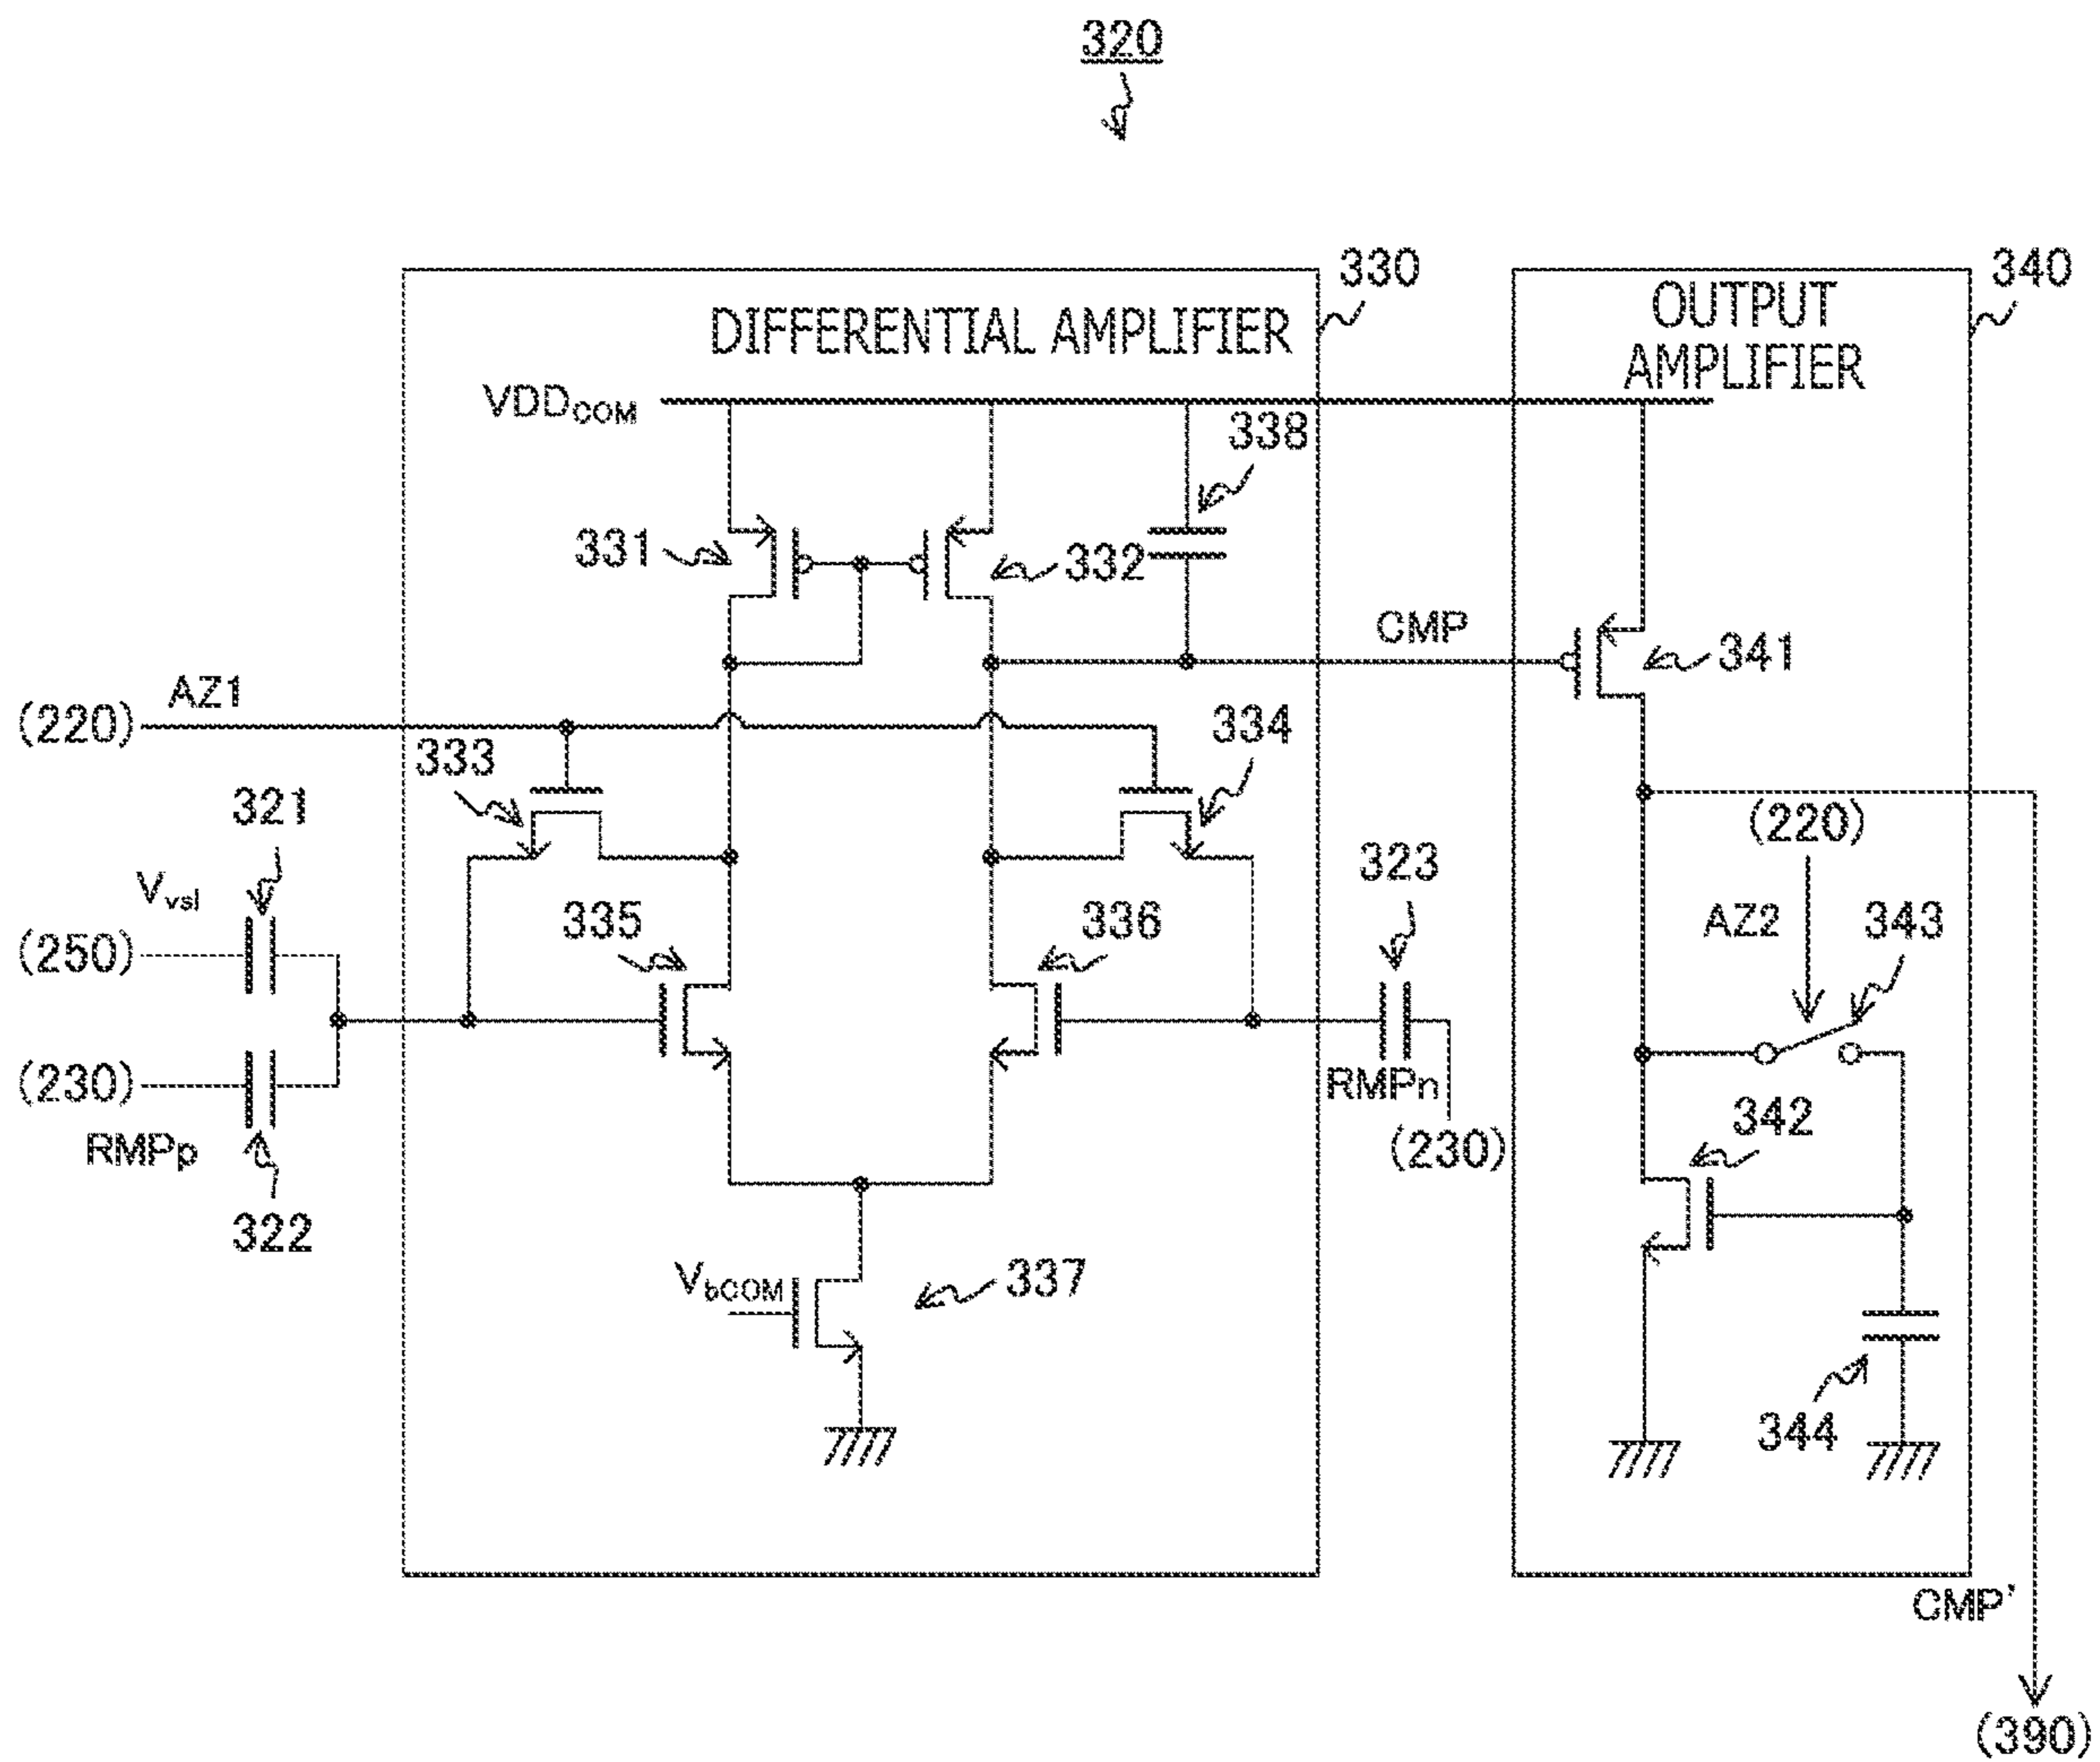 320
330
340
DIFFERENTIAL AMPLIFIER
OUTPUT
AMPLIFIER
VDDCOM
338
331
332
CMP
341
AZ1
(220)
333
334
321
(220)
323
Vvsl
335
336
AZ2
343
(250)
(230)
RMPn
342
RMPp
(230)
322
VbCOM
337
344
CMP'
(390)